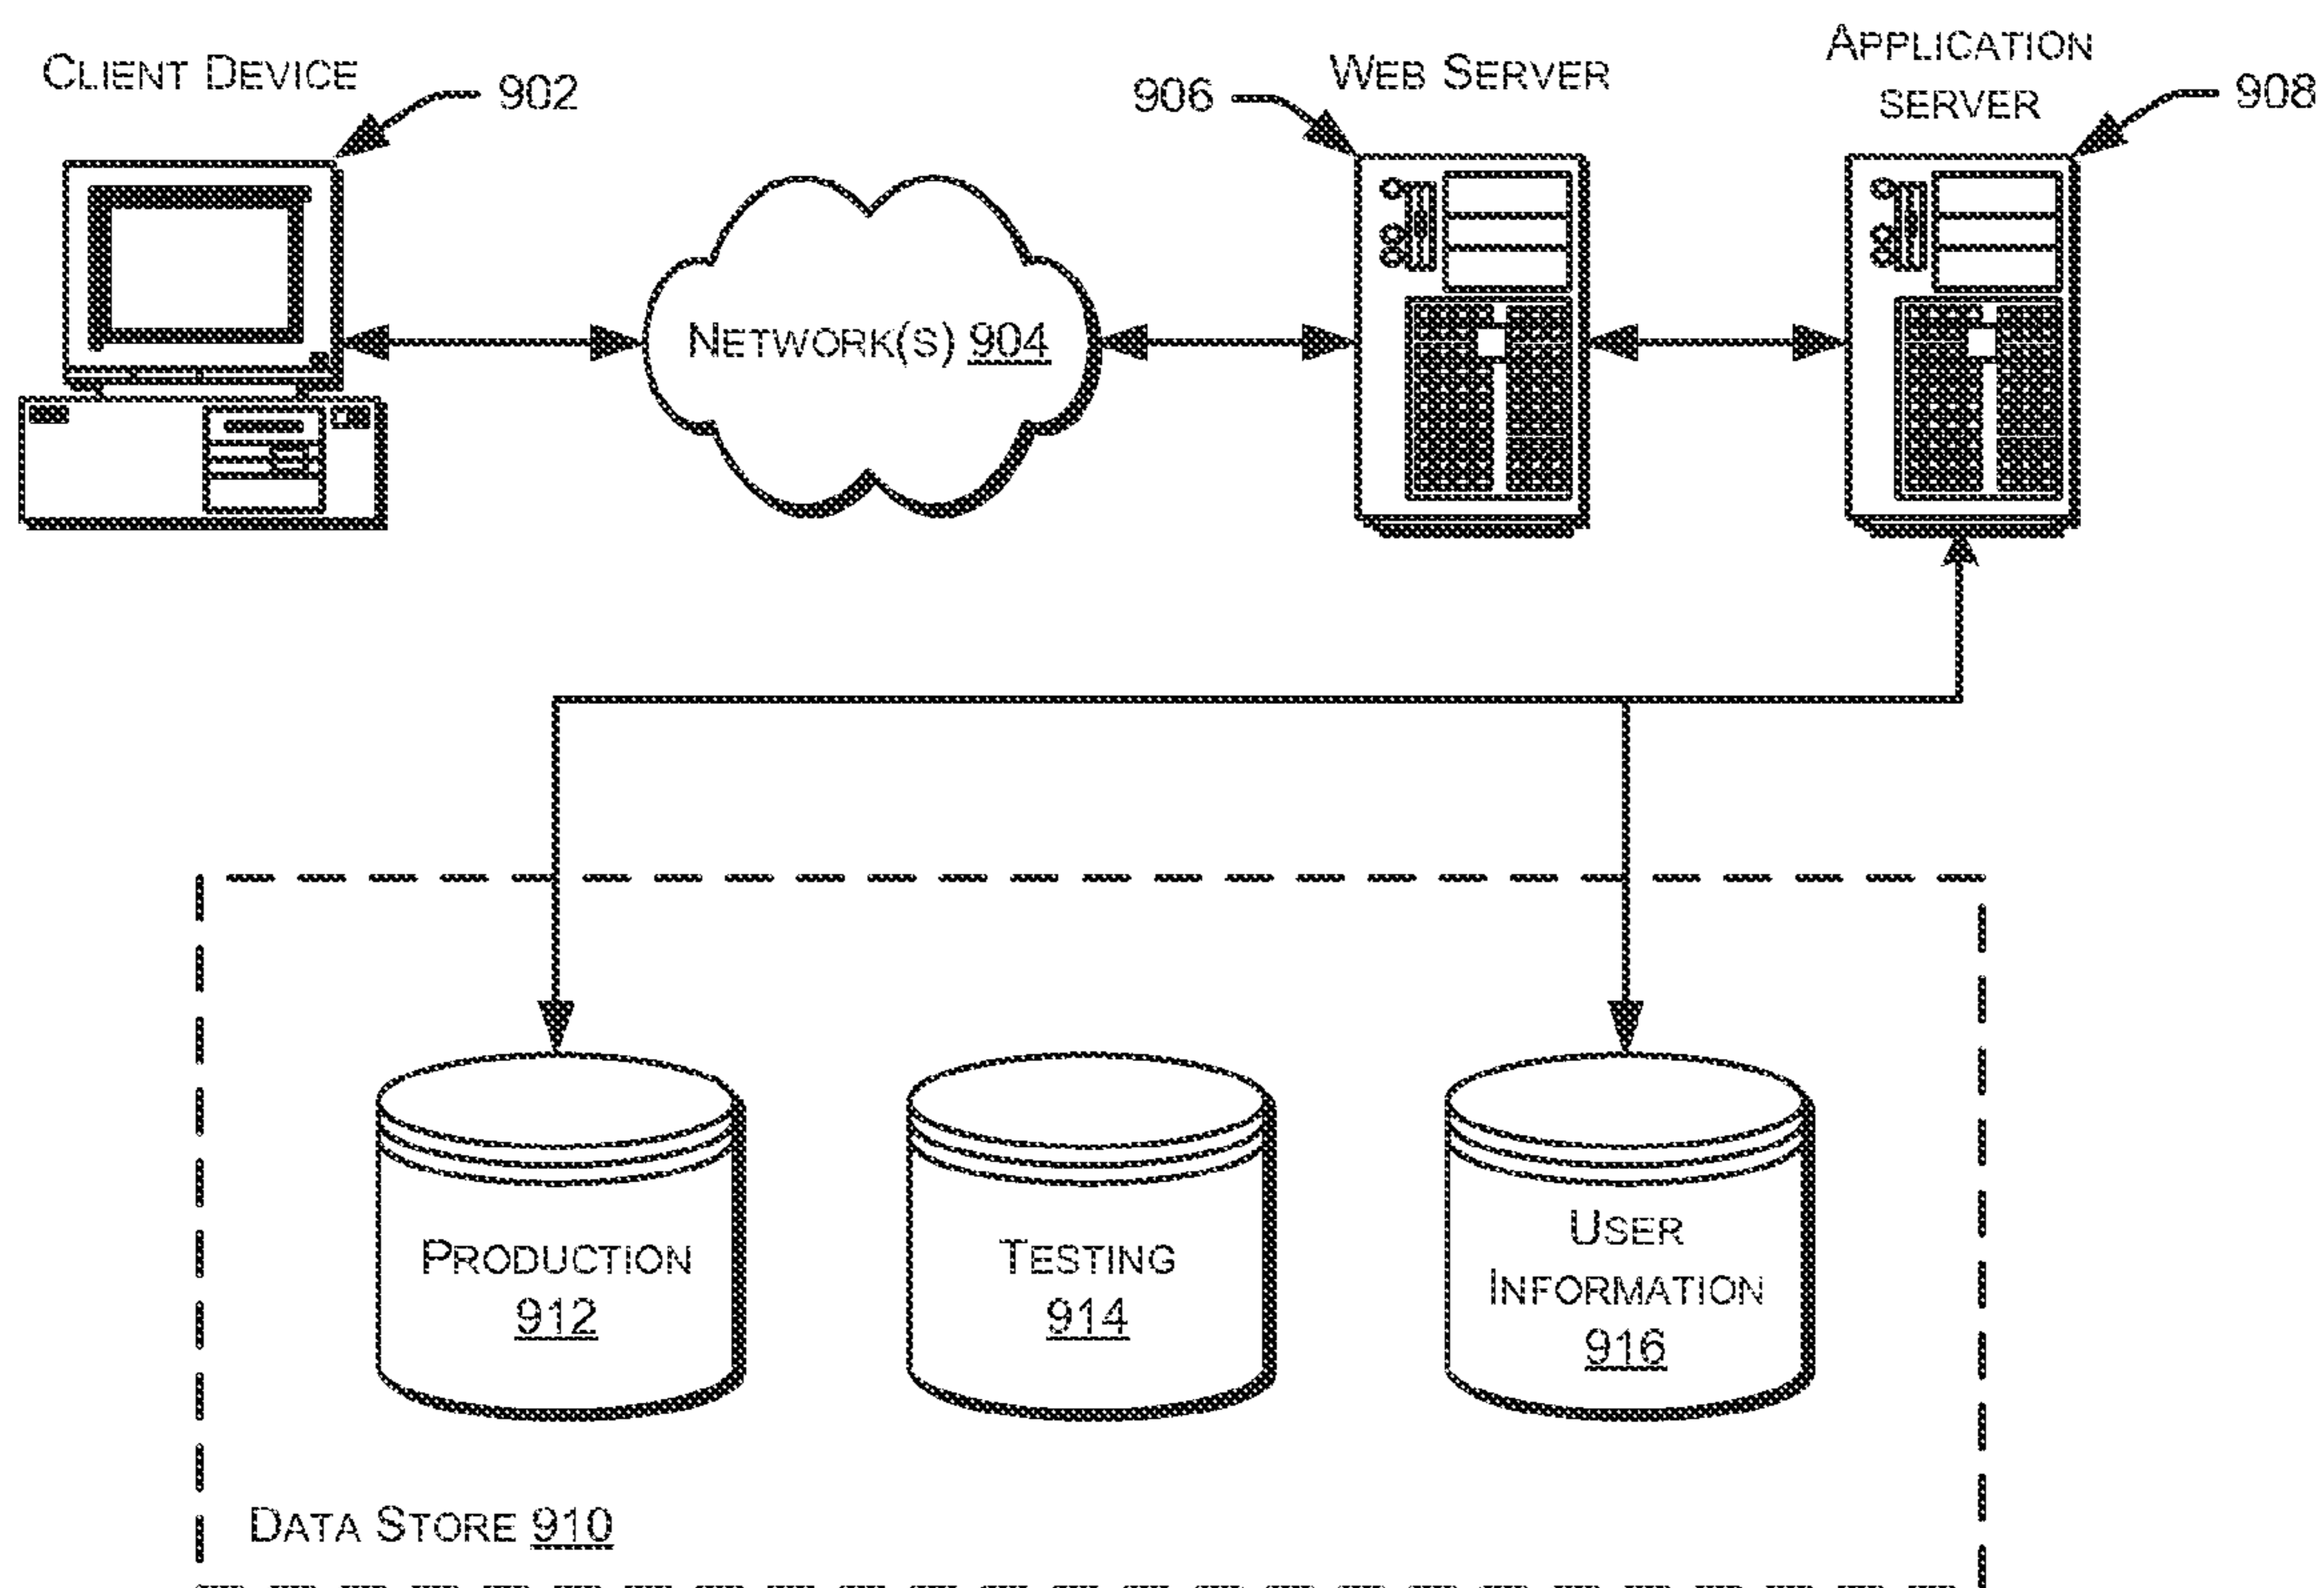 CLIENT DEVICE
902
906
WEB SERVER
APPLICATION
SERVER
908
NETWORK(S) 904
PRODUCTION
912
TESTING
914
USER
INFORMATION
916
DATA STORE 910